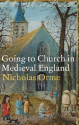 Going to Church in
Medieval England
Nicholas Orme